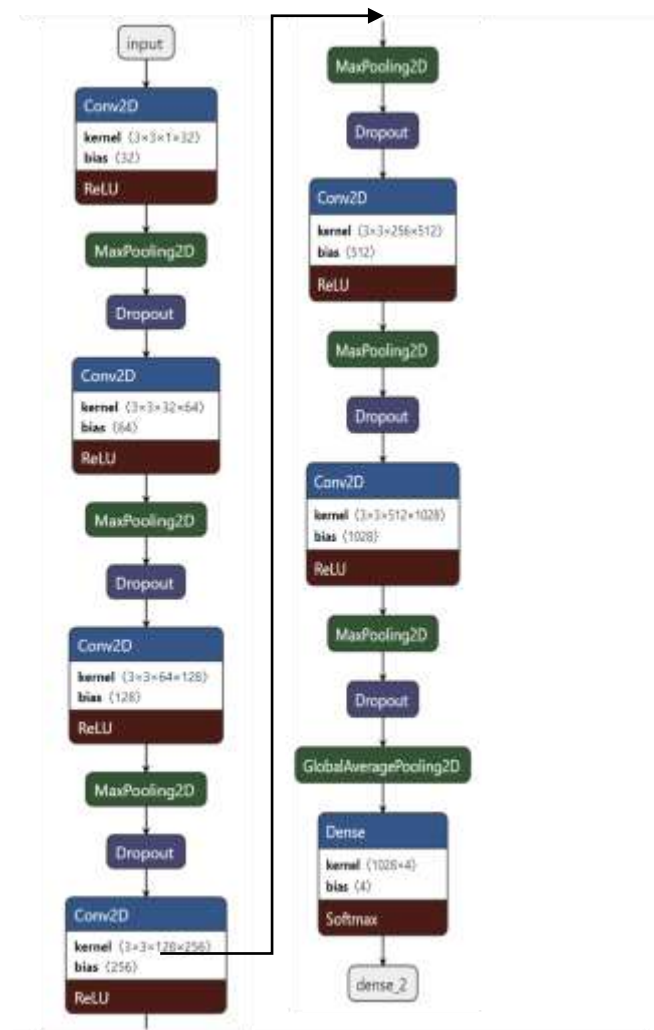 input
Conv2D
kernel (3×3×1×32)
bias (32)
ReLU
MaxPooling2D
Dropout
Conv2D
kernel (3×3×32×64)
bias (64)
ReLU
MaxPooling2D
Dropout
Conv2D
kernel (3×3×64×128)
bias (128)
ReLU
MaxPooling2D
Dropout
Conv2D
kernel (3×3×128×256)
bias (256)
ReLU
MaxPooling2D
Dropout
Conv2D
kernel (3×3×256×512)
bias (512)
ReLU
MaxPooling2D
Dropout
Conv2D
kernel (3×3×512×1028)
bias (1028)
ReLU
MaxPooling2D
Dropout
GlobalAveragePooling2D
Dense
kernel (1028×4)
bias (4)
Softmax
dense_2